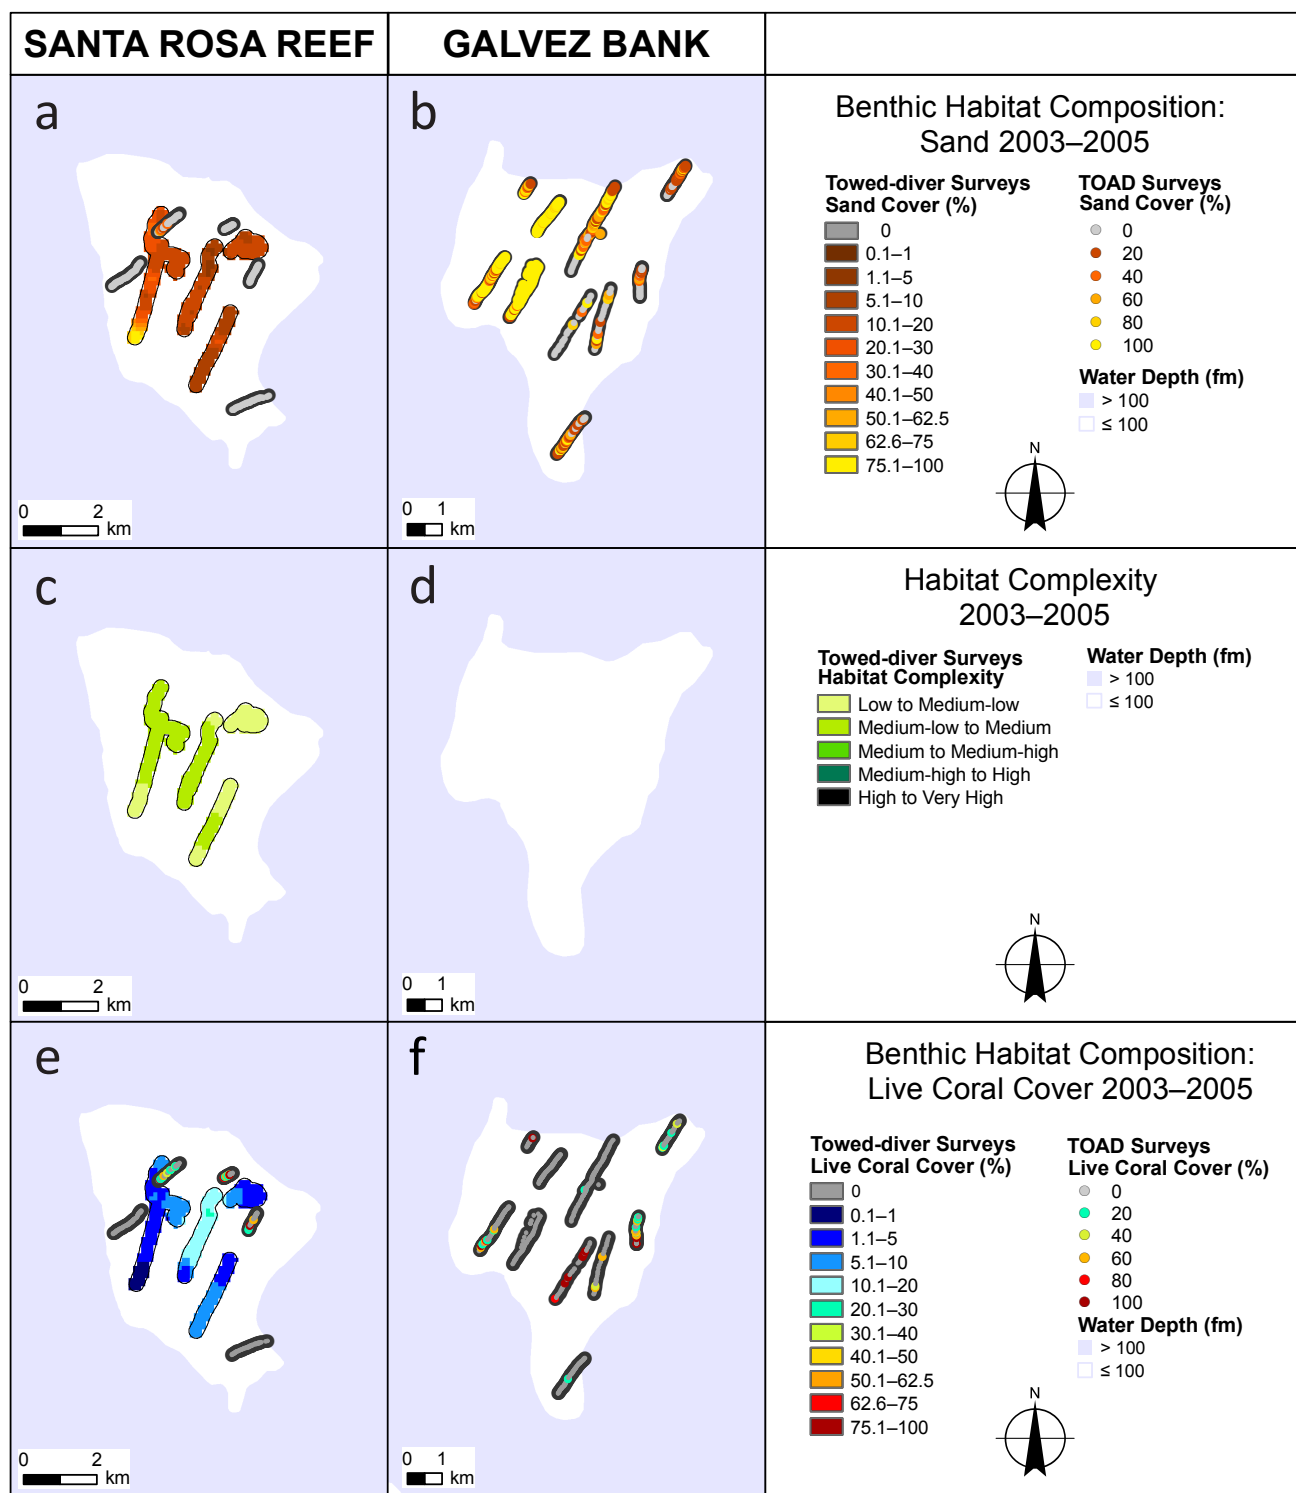 SANTA ROSA REEF
GALVEZ BANK
a
b
Benthic Habitat Composition:
Sand 2003–2005
Towed-diver Surveys
Sand Cover (%)
0
0.1–1
1.1–5
5.1–10
10.1–20
20.1–30
30.1–40
40.1–50
50.1–62.5
62.6–75
75.1–100
TOAD Surveys
Sand Cover (%)
0
20
40
60
80
100
Water Depth (fm)
> 100
≤ 100
N
0 2
km
0 1
km
c
d
Habitat Complexity
2003–2005
Towed-diver Surveys
Habitat Complexity
Low to Medium-low
Medium-low to Medium
Medium to Medium-high
Medium-high to High
High to Very High
Water Depth (fm)
> 100
≤ 100
N
0 2
km
0 1
km
e
f
Benthic Habitat Composition:
Live Coral Cover 2003–2005
Towed-diver Surveys
Live Coral Cover (%)
0
0.1–1
1.1–5
5.1–10
10.1–20
20.1–30
30.1–40
40.1–50
50.1–62.5
62.6–75
75.1–100
TOAD Surveys
Live Coral Cover (%)
0
20
40
60
80
100
Water Depth (fm)
> 100
≤ 100
N
0 2
km
0 1
km